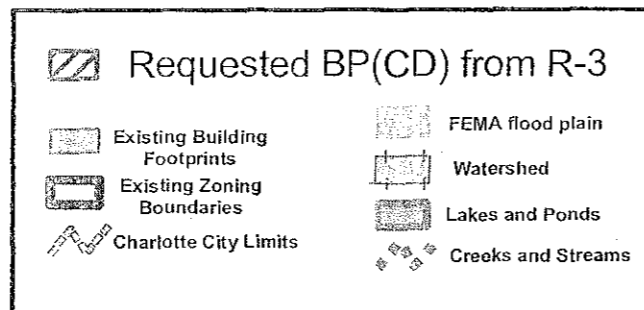 Requested BP(CD) from R-3
Existing Building
Footprints
Existing Zoning
Boundaries
Charlotte City Limits
FEMA flood plain
Watershed
Lakes and Ponds
Creeks and Streams